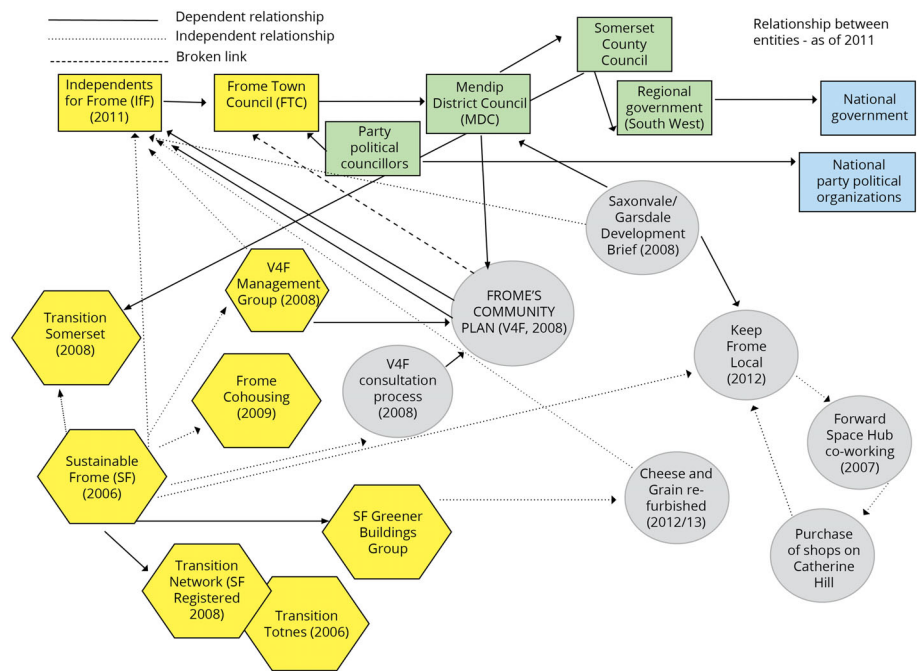 Dependent relationship
Independent relationship
Broken link
Relationship between
entities - as of 2011
Independents
for Frome (IfF)
(2011)
Frome Town
Council (FTC)
Mendip
District Council
(MDC)
Somerset
County
Council
Regional
government
(South West)
National
government
Party
political
councillors
National
party political
organizations
Saxonvale/
Garsdale
Development
Brief (2008)
V4F
Management
Group (2008)
FROME'S
COMMUNITY
PLAN (V4F, 2008)
Transition
Somerset
(2008)
Keep
Frome
Local
(2012)
V4F
consultation
process
(2008)
Frome
Cohousing
(2009)
Forward
Space Hub
co-working
(2007)
Sustainable
Frome (SF)
(2006)
Cheese and
Grain re-
furbished
(2012/13)
SF Greener
Buildings
Group
Purchase
of shops on
Catherine
Hill
Transition
Network (SF
Registered
2008)
Transition
Totnes (2006)